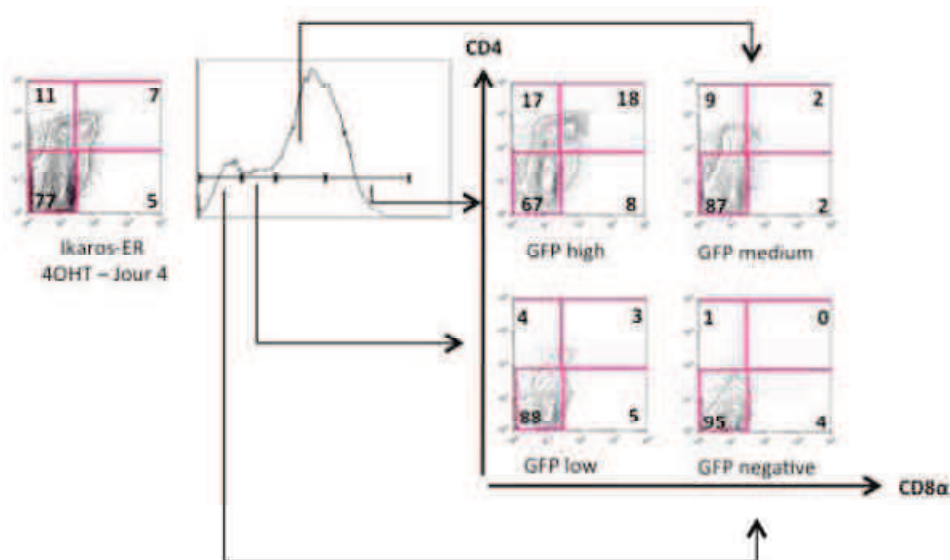 CD4
11 7
77 5
Ikaros-ER
4OHT – Jour 4
17 18
67 8
GFP high
9 2
87 2
GFP medium
4 3
88 5
GFP low
1 0
95 4
GFP negative
CD8α